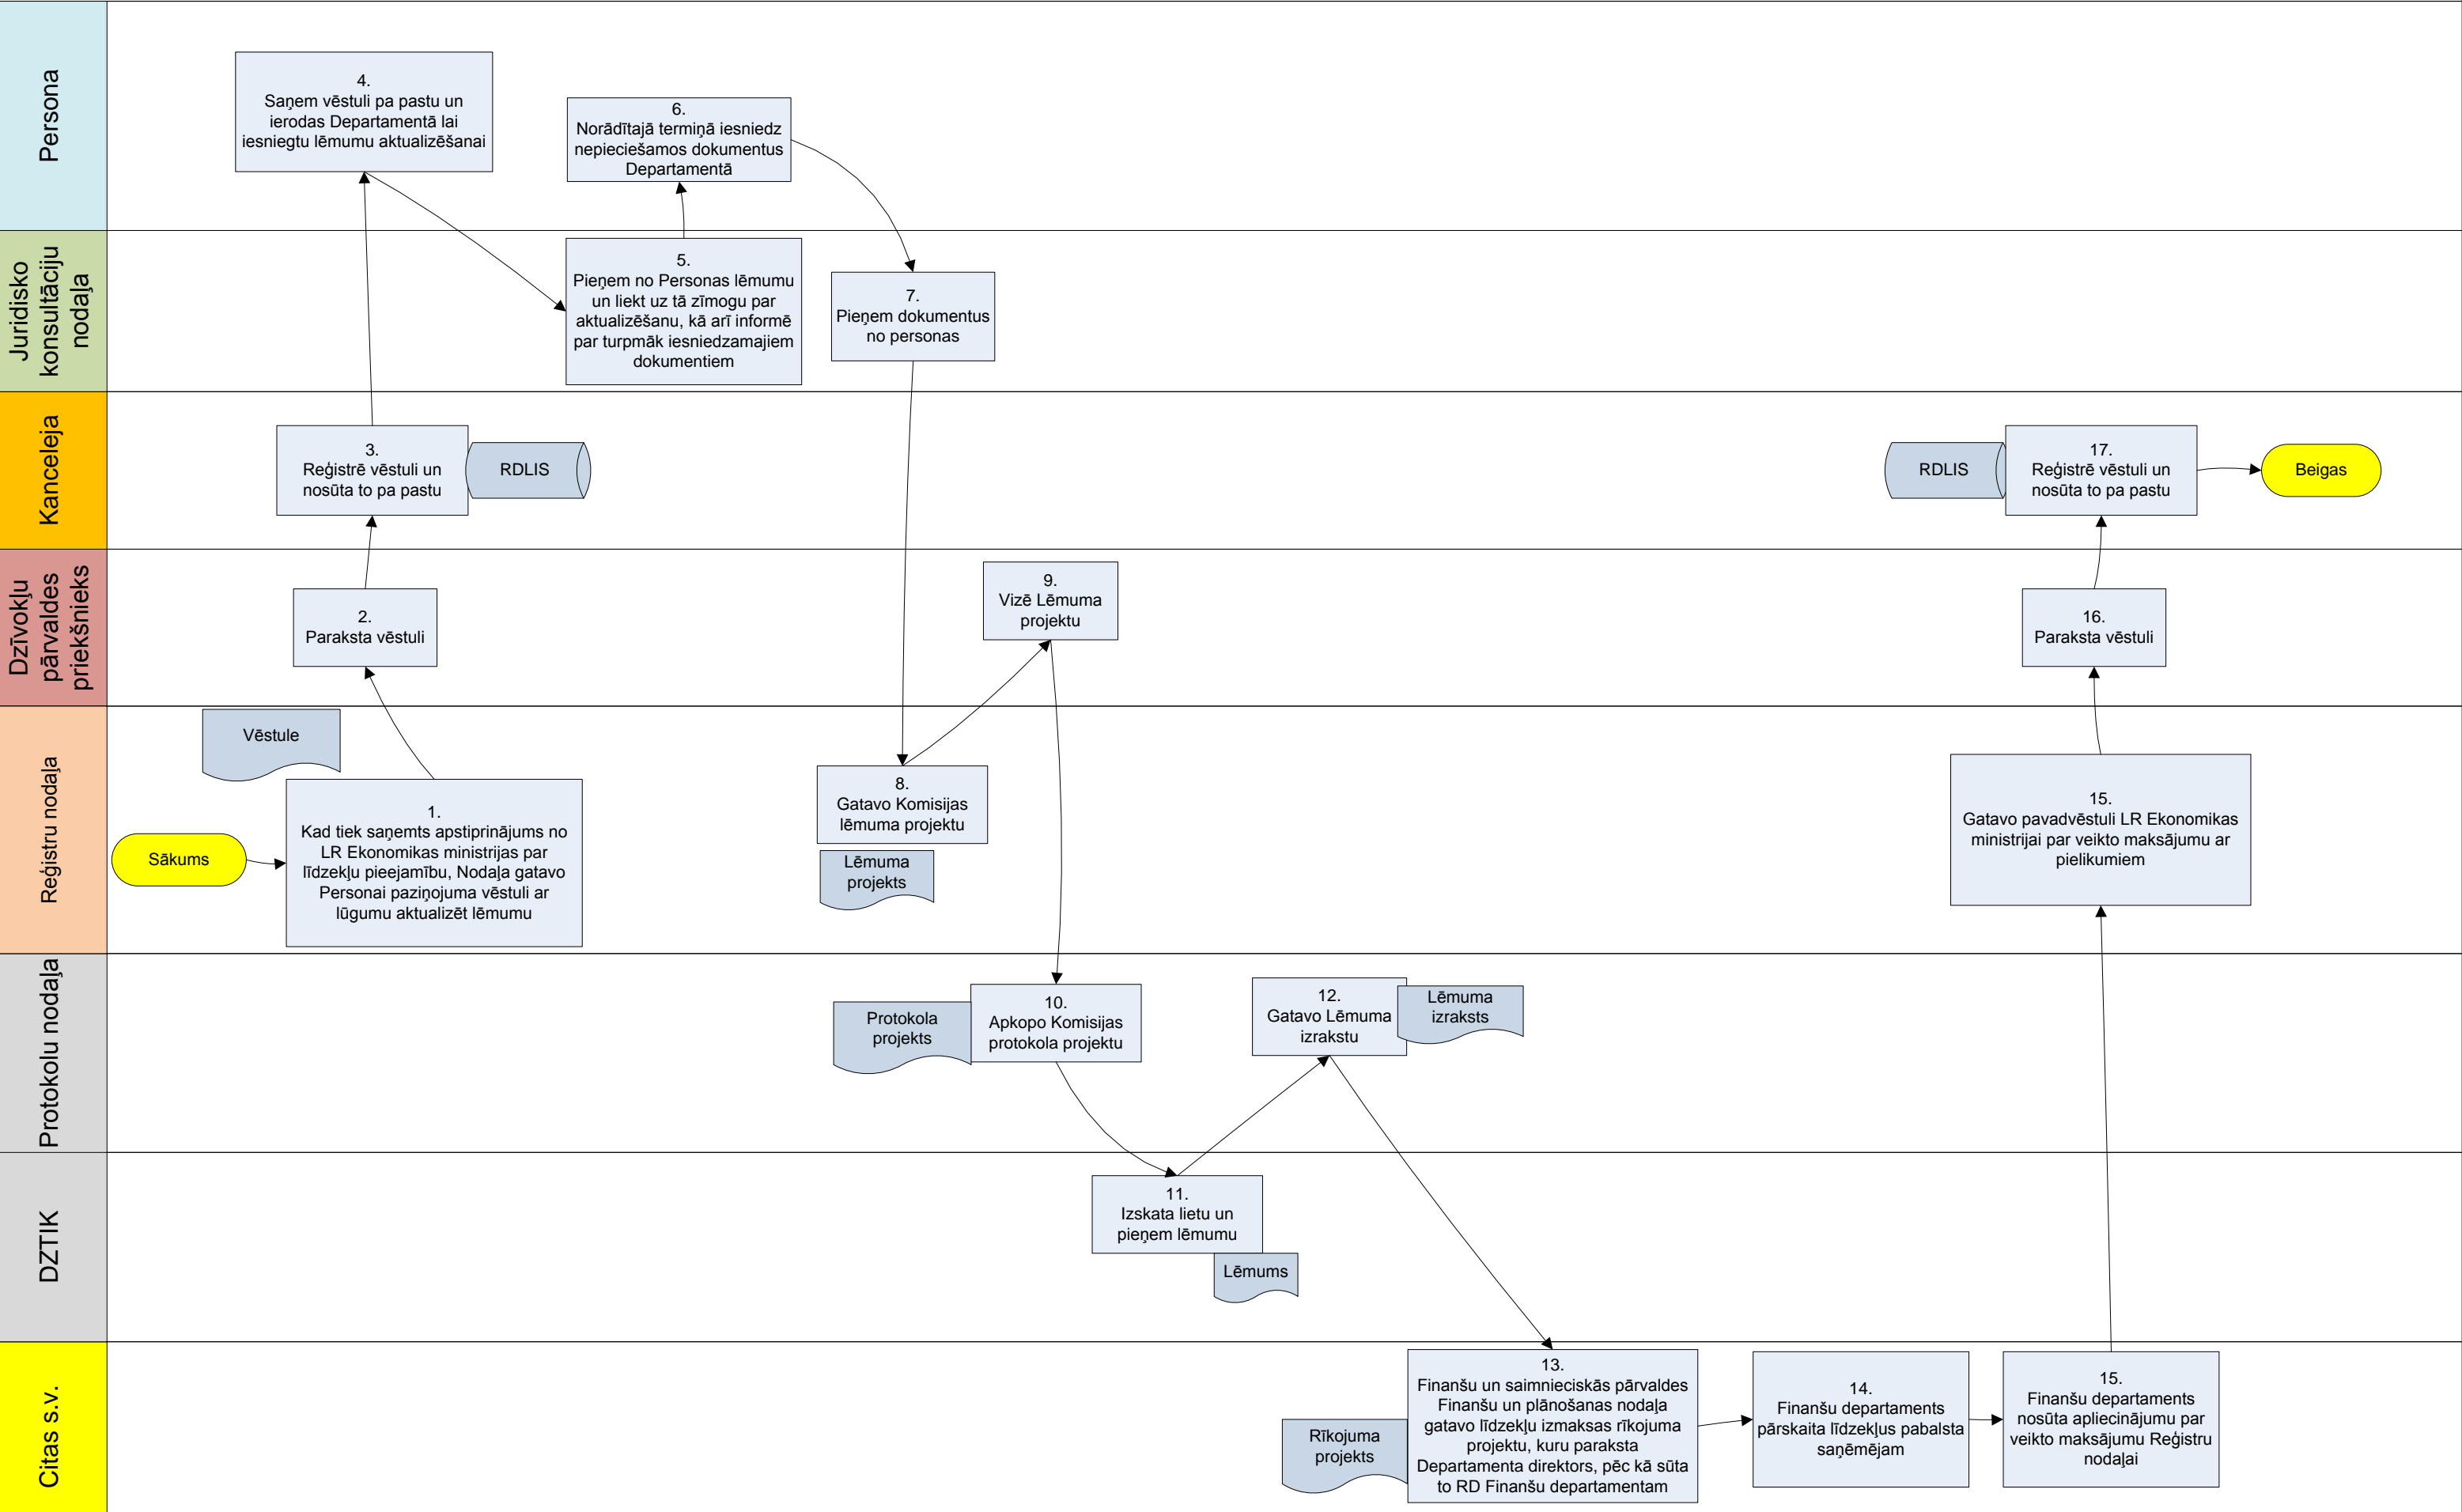 Persona
4.
Saņem vēstuli pa pastu un
ierodas Departamentā lai
iesniegtu lēmumu aktualizēšanai
6.
Norādītajā termiņā iesniedz
nepieciešamos dokumentus
Departamentā
Juridisko
konsultāciju
nodaļa
5.
Pieņem no Personas lēmumu
un liekt uz tā zīmogu par
aktualizēšanu, kā arī informē
par turpmāk iesniedzamajiem
dokumentiem
7.
Pieņem dokumentus
no personas
Kanceleja
3.
Reģistrē vēstuli un
nosūta to pa pastu
RDLIS
RDLIS
17.
Reģistrē vēstuli un
nosūta to pa pastu
Beigas
Dzīvokļu
pārvaldes
priekšnieks
2.
Paraksta vēstuli
9.
Vizē Lēmuma
projektu
16.
Paraksta vēstuli
Reģistru nodaļa
Vēstule
Sākums
1.
Kad tiek saņemts apstiprinājums no
LR Ekonomikas ministrijas par
līdzekļu pieejamību, Nodaļa gatavo
Personai paziņojuma vēstuli ar
lūgumu aktualizēt lēmumu
8.
Gatavo Komisijas
lēmuma projektu
Lēmuma
projekts
15.
Gatavo pavadvēstuli LR Ekonomikas
ministrijai par veikto maksājumu ar
pielikumiem
Protokolu nodaļa
Protokola
projekts
10.
Apkopo Komisijas
protokola projektu
12.
Gatavo Lēmuma
izrakstu
Lēmuma
izraksts
DZTIK
11.
Izskata lietu un
pieņem lēmumu
Lēmums
Citas s.v.
Rīkojuma
projekts
13.
Finanšu un saimnieciskās pārvaldes
Finanšu un plānošanas nodaļa
gatavo līdzekļu izmaksas rīkojuma
projektu, kuru paraksta
Departamenta direktors, pēc kā sūta
to RD Finanšu departamentam
14.
Finanšu departaments
pārskaita līdzekļus pabalsta
saņēmējam
15.
Finanšu departaments
nosūta apliecinājumu par
veikto maksājumu Reģistru
nodaļai